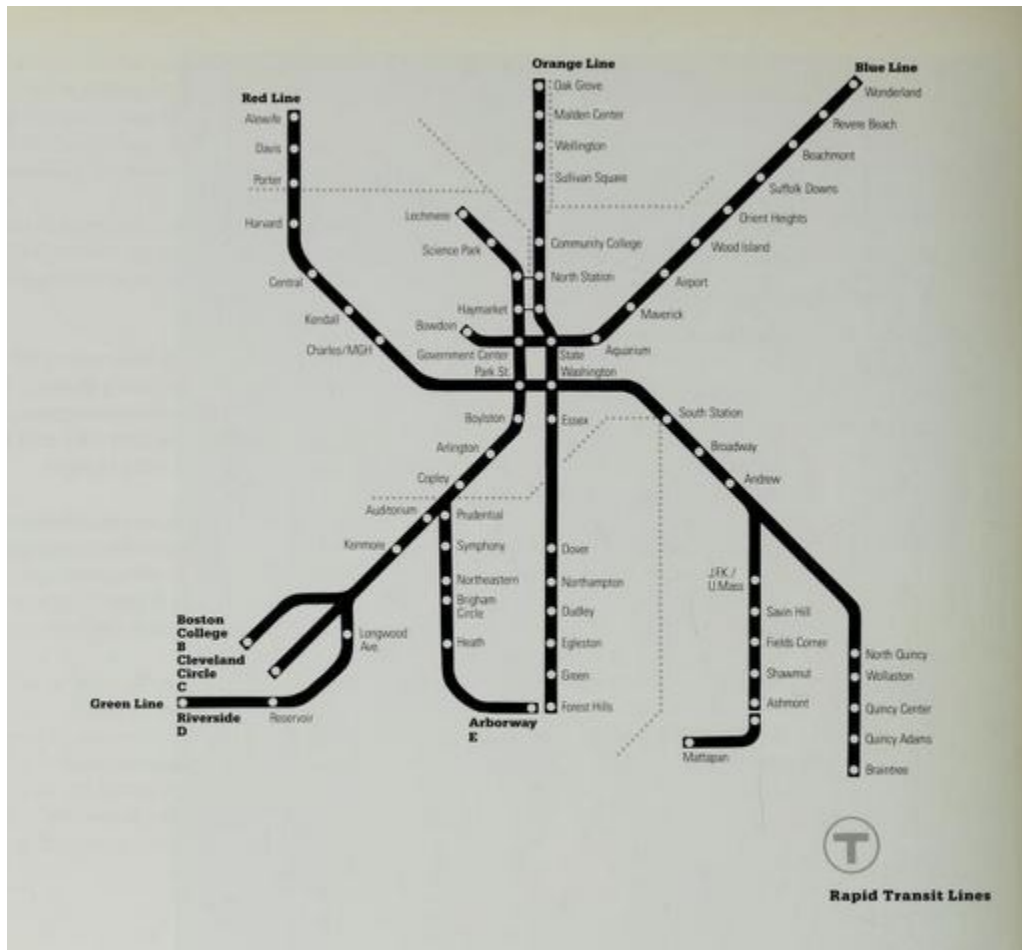 Orange Line
Blue Line
Red Line
Oak Grove
Malden Center
Wellington
Sullivan Square
Community College
North Station
Wonderland
Revere Beach
Beachmont
Suffolk Downs
Orient Heights
Wood Island
Airport
Maverick
Aquarium
Alewife
Davis
Porter
Harvard
Central
Kendall
Charles/MGH
Lechmere
Science Park
Haymarket
Bowdoin
Government Center
State
Park St.
Washington
Boylston
Essex
South Station
Arlington
Broadway
Copley
Andrew
Auditorium
Prudential
Kenmore
Symphony
Northeastern
Brigham
Circle
Heath
Dover
Northampton
Dudley
Egleston
Green
Forest Hills
J.F.K./
U.Mass
Savin Hill
Fields Corner
Shawmut
Ashmont
Mattapan
North Quincy
Wollaston
Quincy Center
Quincy Adams
Braintree
Boston
College
B
Cleveland
Circle
C
Longwood
Ave.
Green Line
Riverside
D
Reservoir
Arborway
E
T
Rapid Transit Lines